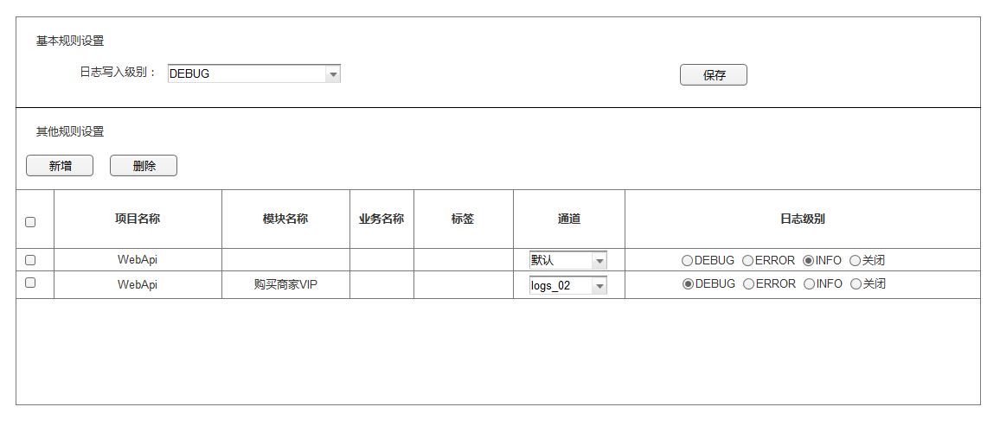 基本规则设置
日志写入级别： DEBUG 保存
其他规则设置
新增 删除
项目名称 模块名称 业务名称 标签 通道 日志级别
WebApi 默认 DEBUG ERROR INFO 关闭
WebApi 购买商家VIP logs_02 DEBUG ERROR INFO 关闭